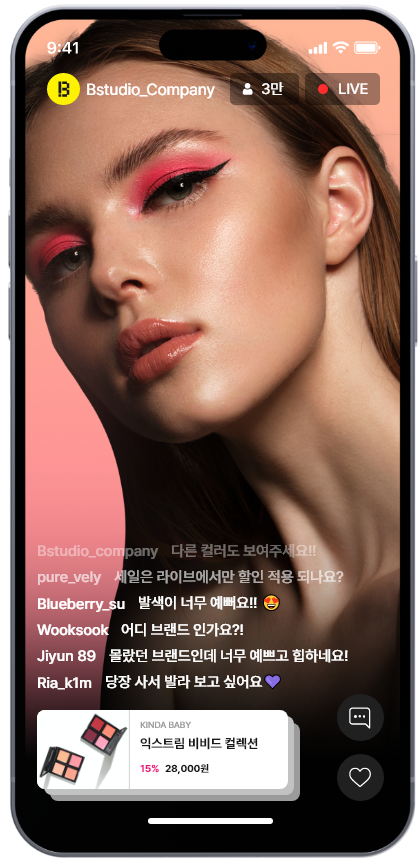 9:41
B Bstudio_Company 3만 LIVE
Bstudio_company 다른 컬러도 보여주세요!!
pure_vely 세일은 라이브에서만 할인 적용 되나요?
Blueberry_su 발색이 너무 예뻐요!! 🤩
Wooksook 어디 브랜드 인가요?!
Jiyun 89 몰랐던 브랜드인데 너무 예쁘고 힙하네요!
Ria_k1m 당장 사서 발라 보고 싶어요💜
KINDA BABY
익스트림 비비드 컬렉션
15% 28,000원